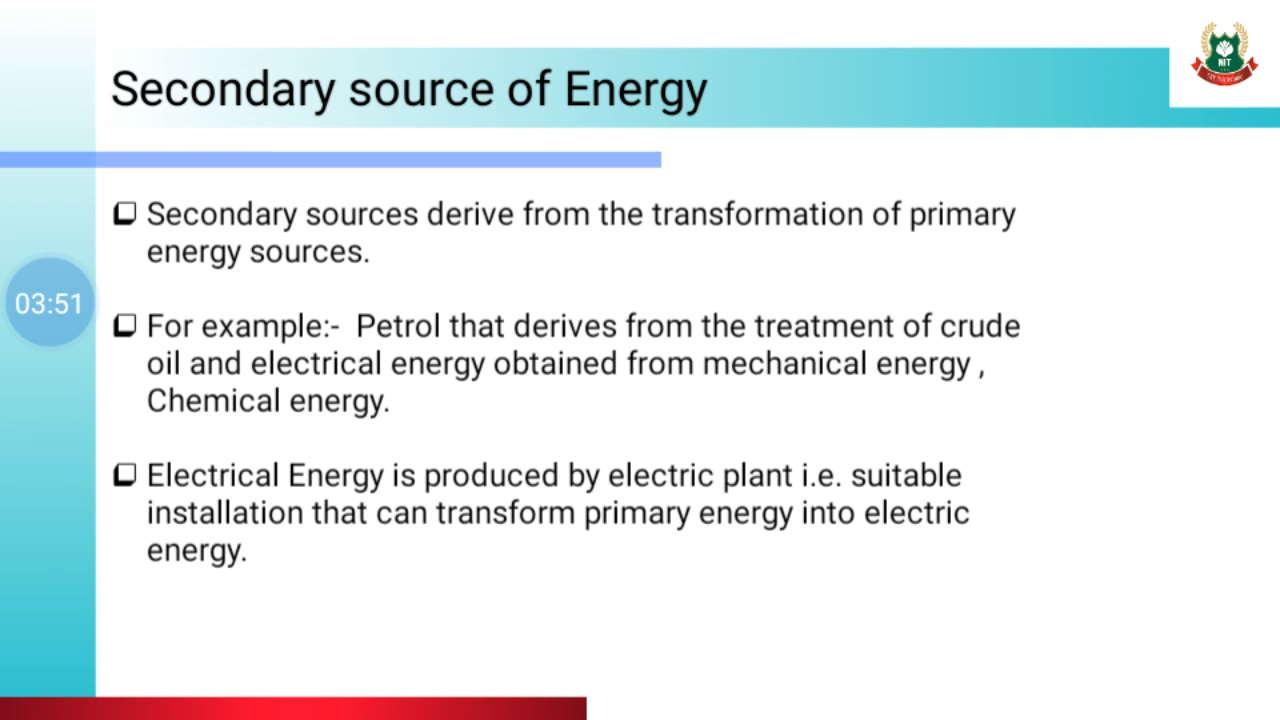 Secondary source of Energy
NIT
03:51
Secondary sources derive from the transformation of primary
energy sources.
For example:- Petrol that derives from the treatment of crude
oil and electrical energy obtained from mechanical energy ,
Chemical energy.
Electrical Energy is produced by electric plant i.e. suitable
installation that can transform primary energy into electric
energy.